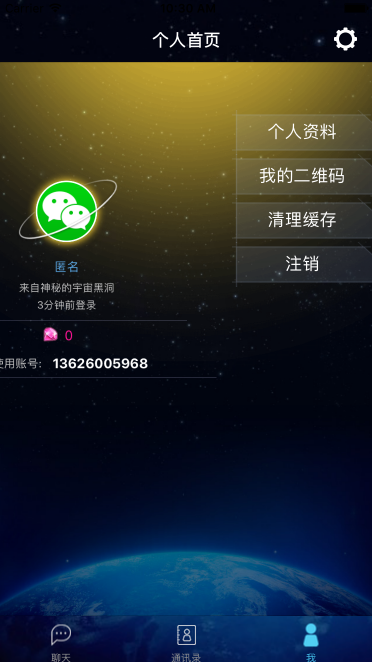 个人首页
个人资料
我的二维码
清理缓存
注销
匿名
来自神秘的宇宙黑洞
3分钟前登录
0
使用账号: 13626005968
聊天
通讯录
我